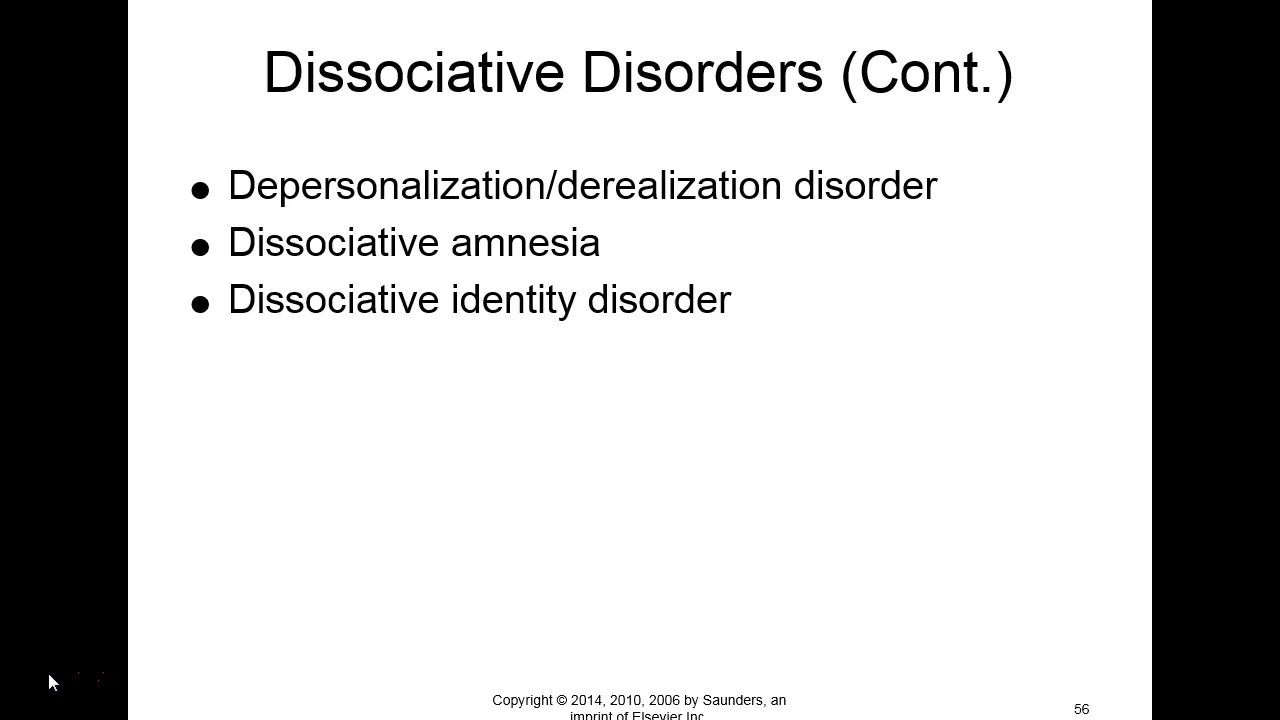 Dissociative Disorders (Cont.)
● Depersonalization/derealization disorder
● Dissociative amnesia
● Dissociative identity disorder
Copyright © 2014, 2010, 2006 by Saunders, an
imprint of Elsevier Inc
56